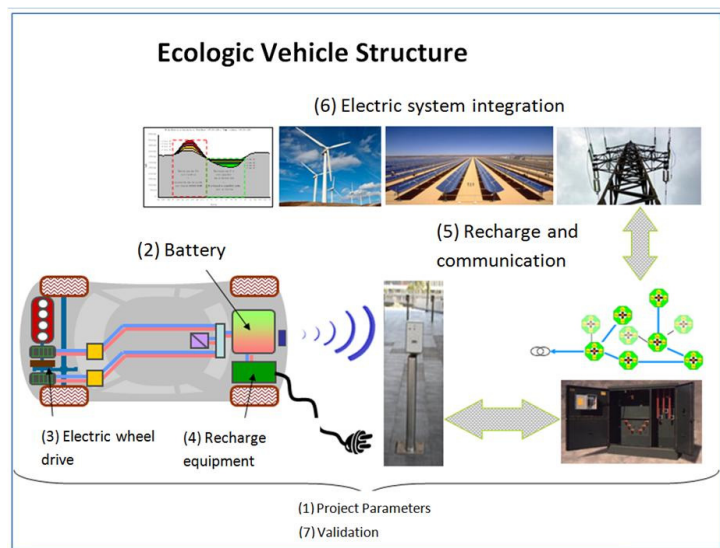 Ecologic Vehicle Structure
(6) Electric system integration
(5) Recharge and
communication
(2) Battery
(3) Electric wheel
drive
(4) Recharge
equipment
(1) Project Parameters
(7) Validation